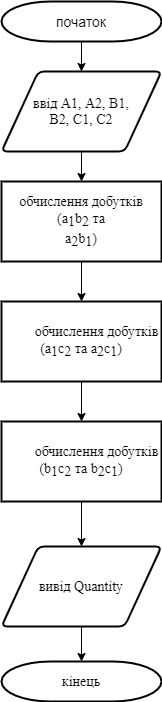 початок
ввід A1, A2, B1,
B2, C1, C2
обчислення добутків
(a₁b₂ та
a₂b₁)
обчислення добутків
(a₁c₂ та a₂c₁)
обчислення добутків
(b₁c₂ та b₂c₁)
вивід Quantity
кінець